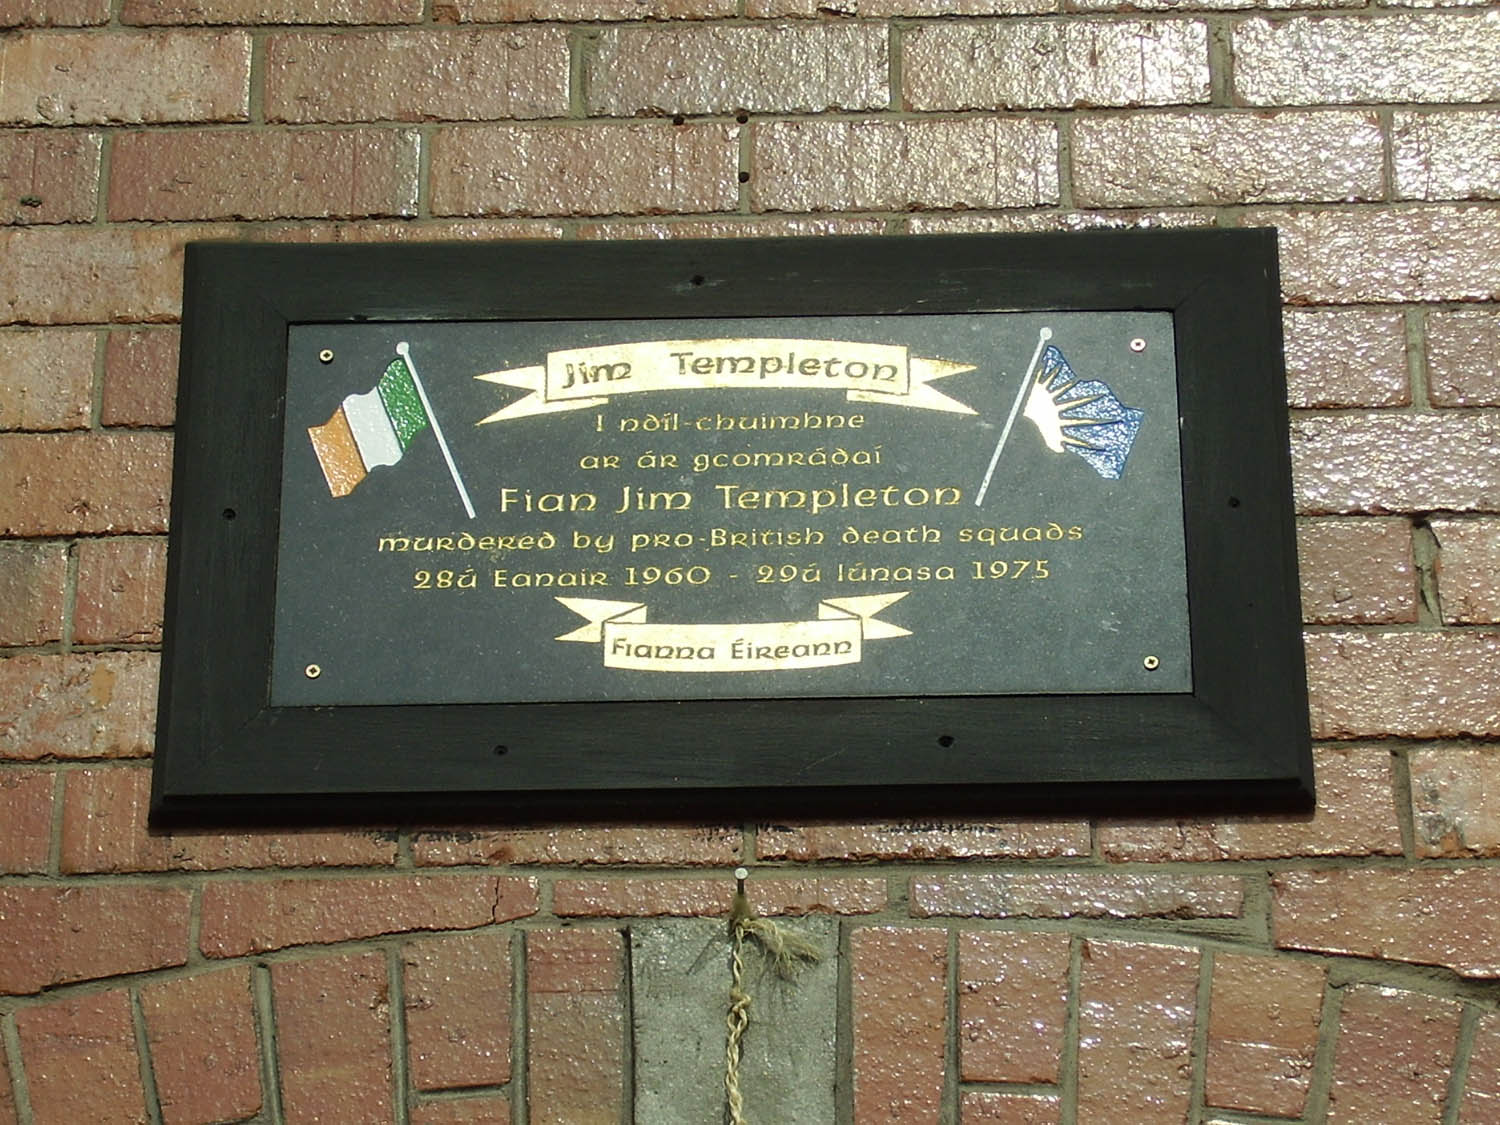 Jim Templeton
I ndíl-chuimhne
ar ár gcomrádaí
Fian Jim Templeton
murdered by pro-British death squads
28ú Eanair 1960 - 29ú lúnasa 1975
Fianna Éireann